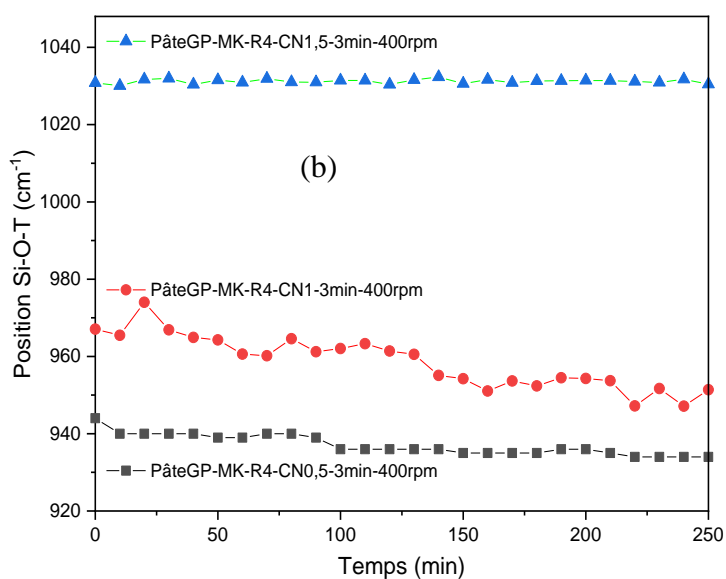 PâteGP-MK-R4-CN1,5-3min-400rpm
(b)
PâteGP-MK-R4-CN1-3min-400rpm
PâteGP-MK-R4-CN0,5-3min-400rpm
Position Si-O-T (cm⁻¹)
1040
1020
1000
980
960
940
920
0
50
100
150
200
250
Temps (min)